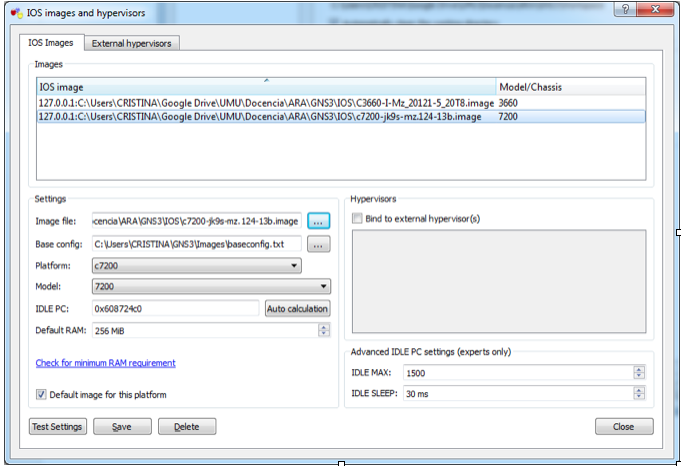 IOS images and hypervisors
IOS Images
External hypervisors
Images
IOS image
Model/Chassis
127.0.0.1:C:\Users\CRISTINA\Google Drive\UMU\Docencia\ARA\GNS3\IOS\C3660-I-Mz_20121-5_20T8.image 3660
127.0.0.1:C:\Users\CRISTINA\Google Drive\UMU\Docencia\ARA\GNS3\IOS\c7200-jk9s-mz.124-13b.image 7200
Settings
Image file: ocencia\ARA\GNS3\IOS\c7200-jk9s-mz.124-13b.image ...
Base config: C:\Users\CRISTINA\GNS3\Images\baseconfig.txt ...
Platform: c7200
Model: 7200
IDLE PC: 0x608724c0 Auto calculation
Default RAM: 256 MiB
Check for minimum RAM requirement
Default image for this platform
Hypervisors
Bind to external hypervisor(s)
Advanced IDLE PC settings (experts only)
IDLE MAX: 1500
IDLE SLEEP: 30 ms
Test Settings Save Delete Close